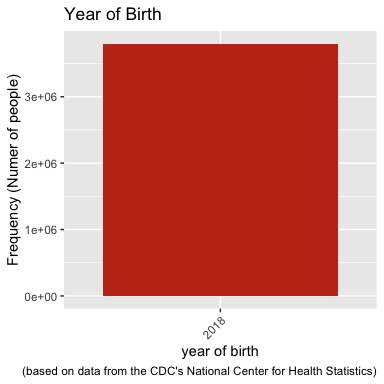 Year of Birth
Frequency (Numer of people)
3e+06
2e+06
1e+06
0e+00
2018
year of birth
(based on data from the CDC's National Center for Health Statistics)